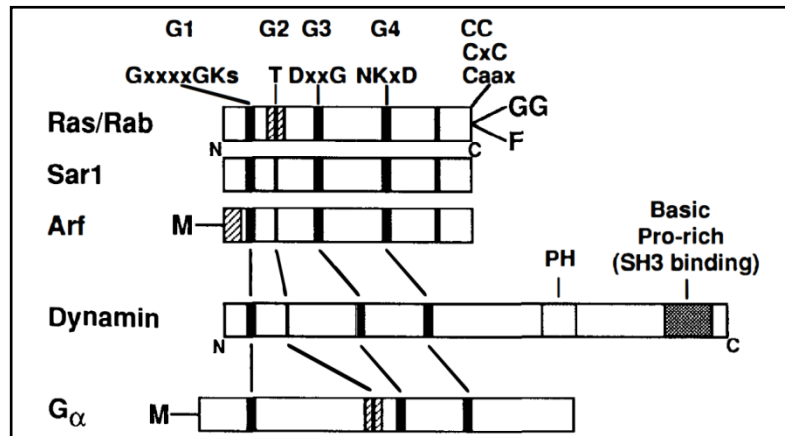 G1 G2 G3 G4 CC
CxC
GxxxxGKs T DxxG NKxD Caax
Ras/Rab GG
F
N C
Sar1
Arf M
Basic
Pro-rich
(SH3 binding)
PH
Dynamin
N C
Gα M